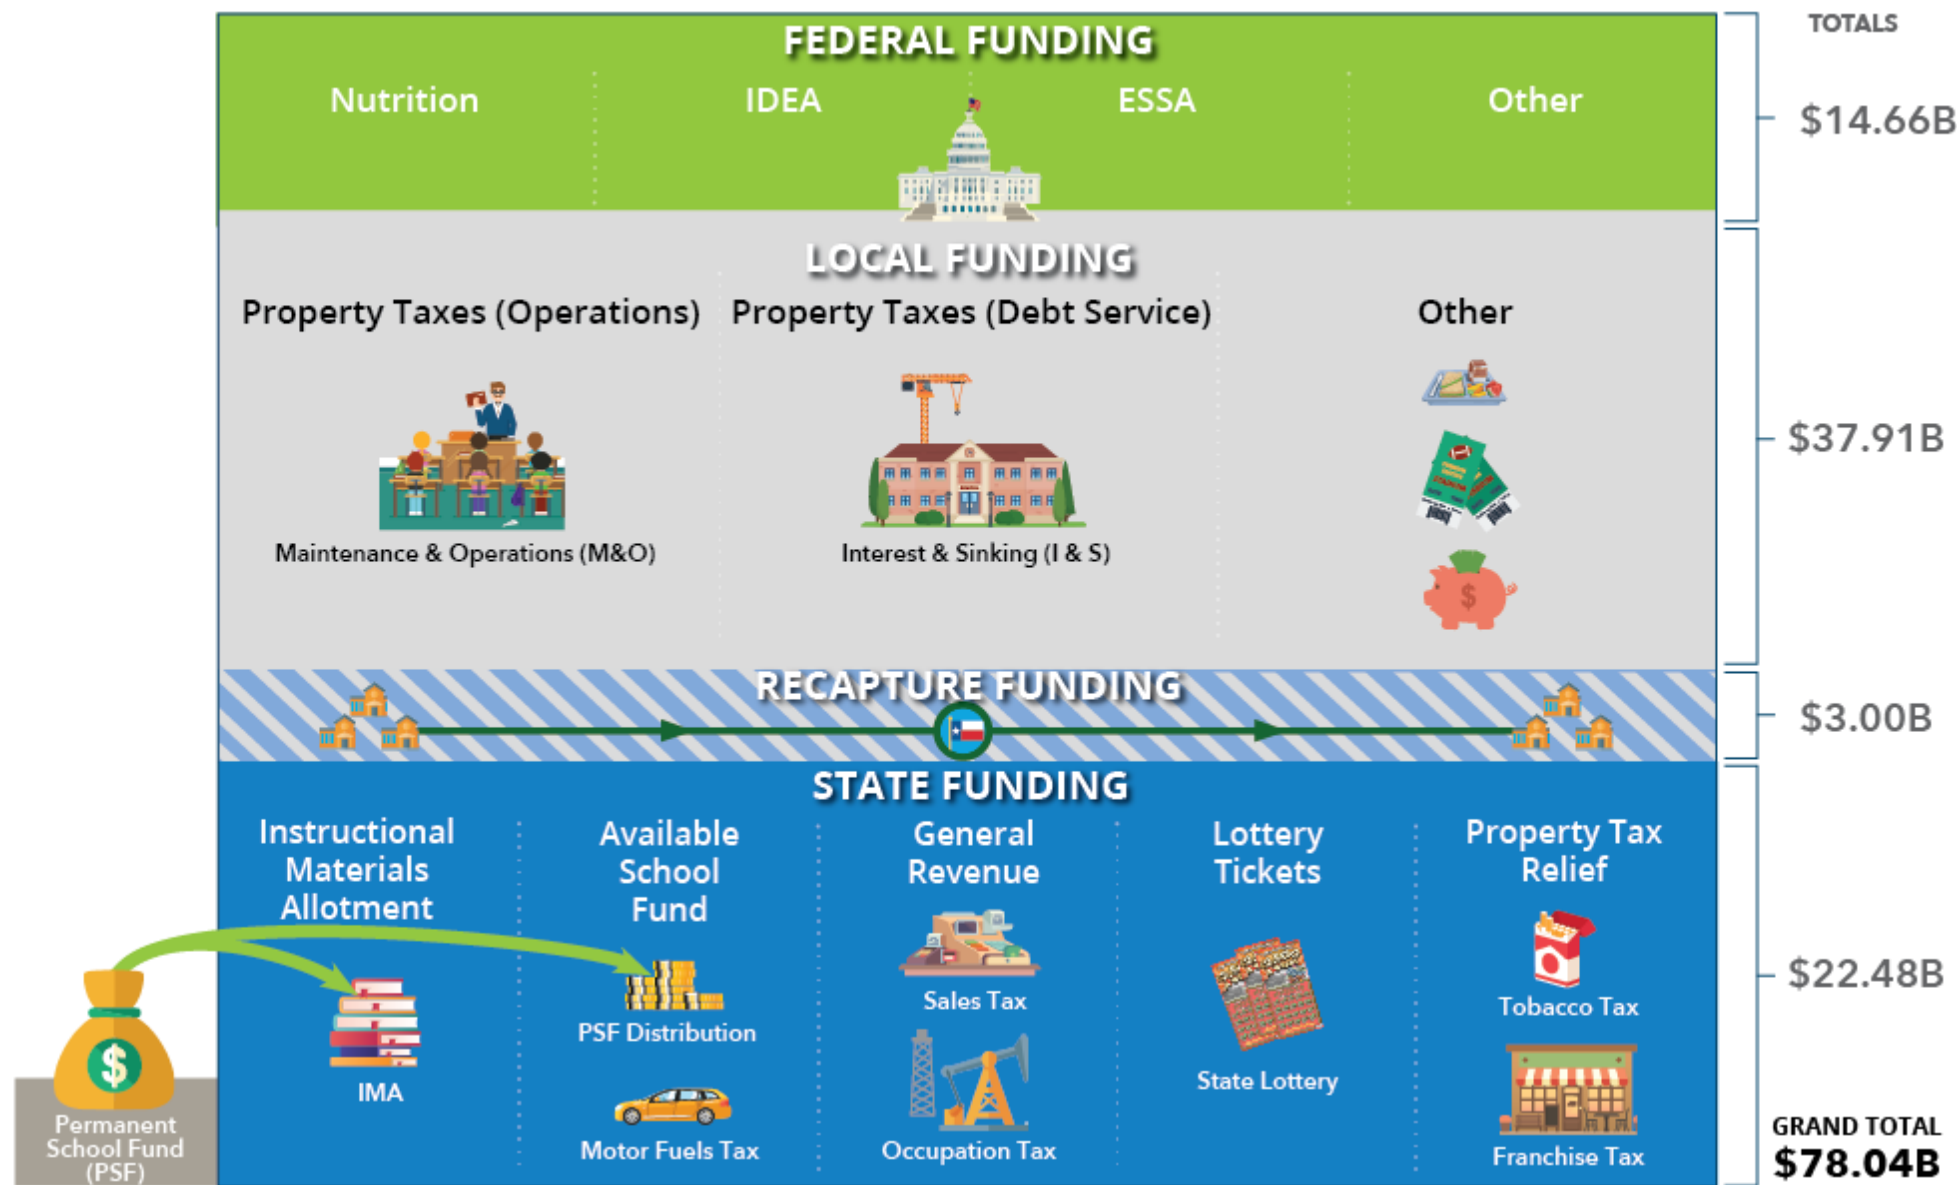 FEDERAL FUNDING
TOTALS
Nutrition
IDEA
ESSA
Other
$14.66B
LOCAL FUNDING
Property Taxes (Operations)
Property Taxes (Debt Service)
Other
$37.91B
Maintenance & Operations (M&O)
Interest & Sinking (I & S)
$
RECAPTURE FUNDING
$3.00B
STATE FUNDING
Instructional
Materials
Allotment
Available
School
Fund
General
Revenue
Lottery
Tickets
Property Tax
Relief
$22.48B
IMA
PSF Distribution
Motor Fuels Tax
Sales Tax
Occupation Tax
State Lottery
Tobacco Tax
Franchise Tax
$
Permanent
School Fund
(PSF)
GRAND TOTAL
$78.04B